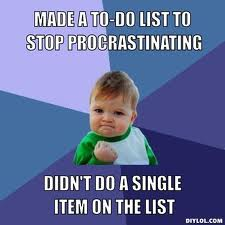 MADE A TO-DO LIST TO
STOP PROCRASTINATING
DIDN'T DO A SINGLE
ITEM ON THE LIST
DIYLOL.COM